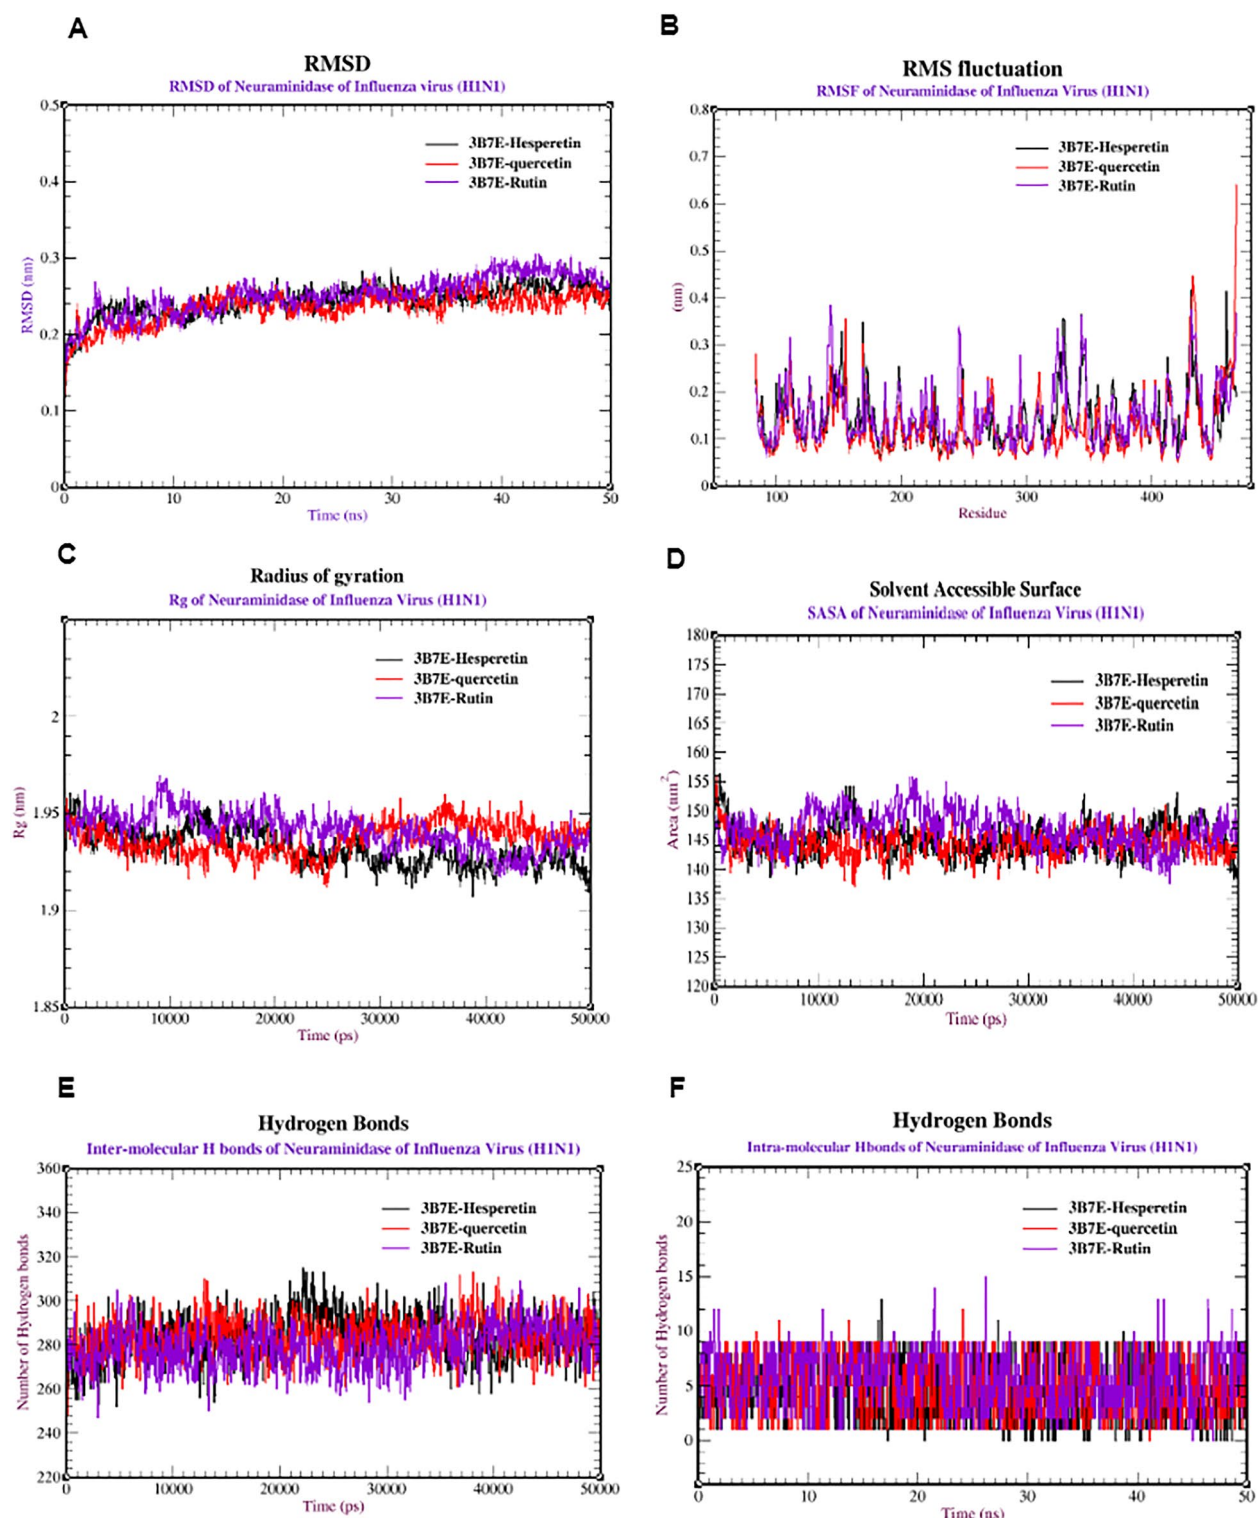 A
RMSD
RMSD of Neuraminidase of Influenza virus (H1N1)
0.5
0.4
0.3
0.2
0.1
0
RMSD (nm)
3B7E-Hesperetin
3B7E-quercetin
3B7E-Rutin
0 10 20 30 40 50
Time (ns)
B
RMS fluctuation
RMSF of Neuraminidase of Influenza Virus (H1N1)
0.8
0.7
0.6
0.5
0.4
0.3
0.2
0.1
0
(nm)
3B7E-Hesperetin
3B7E-quercetin
3B7E-Rutin
100 200 300 400
Residue
C
Radius of gyration
Rg of Neuraminidase of Influenza Virus (H1N1)
2
1.95
1.9
1.85
Rg (nm)
3B7E-Hesperetin
3B7E-quercetin
3B7E-Rutin
0 10000 20000 30000 40000 50000
Time (ps)
D
Solvent Accessible Surface
SASA of Neuraminidase of Influenza Virus (H1N1)
180
175
170
165
160
155
150
145
140
135
130
125
120
Area (nm²)
3B7E-Hesperetin
3B7E-quercetin
3B7E-Rutin
0 10000 20000 30000 40000 50000
Time (ps)
E
Hydrogen Bonds
Inter-molecular H bonds of Neuraminidase of Influenza Virus (H1N1)
360
340
320
300
280
260
240
220
Number of Hydrogen bonds
3B7E-Hesperetin
3B7E-quercetin
3B7E-Rutin
0 10000 20000 30000 40000 50000
Time (ps)
F
Hydrogen Bonds
Intra-molecular Hbonds of Neuraminidase of Influenza Virus (H1N1)
25
20
15
10
5
0
Number of Hydrogen bonds
3B7E-Hesperetin
3B7E-quercetin
3B7E-Rutin
0 10 20 30 40 50
Time (ns)